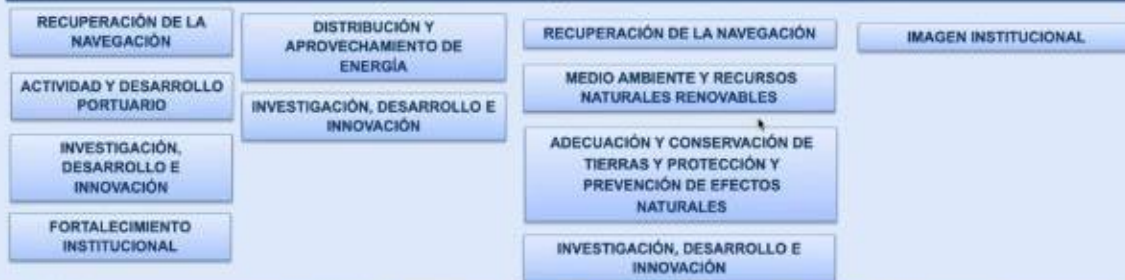 RECUPERACIÓN DE LA
NAVEGACIÓN
ACTIVIDAD Y DESARROLLO
PORTUARIO
INVESTIGACIÓN,
DESARROLLO E
INNOVACIÓN
FORTALECIMIENTO
INSTITUCIONAL
DISTRIBUCIÓN Y
APROVECHAMIENTO DE
ENERGÍA
INVESTIGACIÓN, DESARROLLO E
INNOVACIÓN
RECUPERACIÓN DE LA NAVEGACIÓN
MEDIO AMBIENTE Y RECURSOS
NATURALES RENOVABLES
ADECUACIÓN Y CONSERVACIÓN DE
TIERRAS Y PROTECCIÓN Y
PREVENCIÓN DE EFECTOS
NATURALES
INVESTIGACIÓN, DESARROLLO E
INNOVACIÓN
IMAGEN INSTITUCIONAL